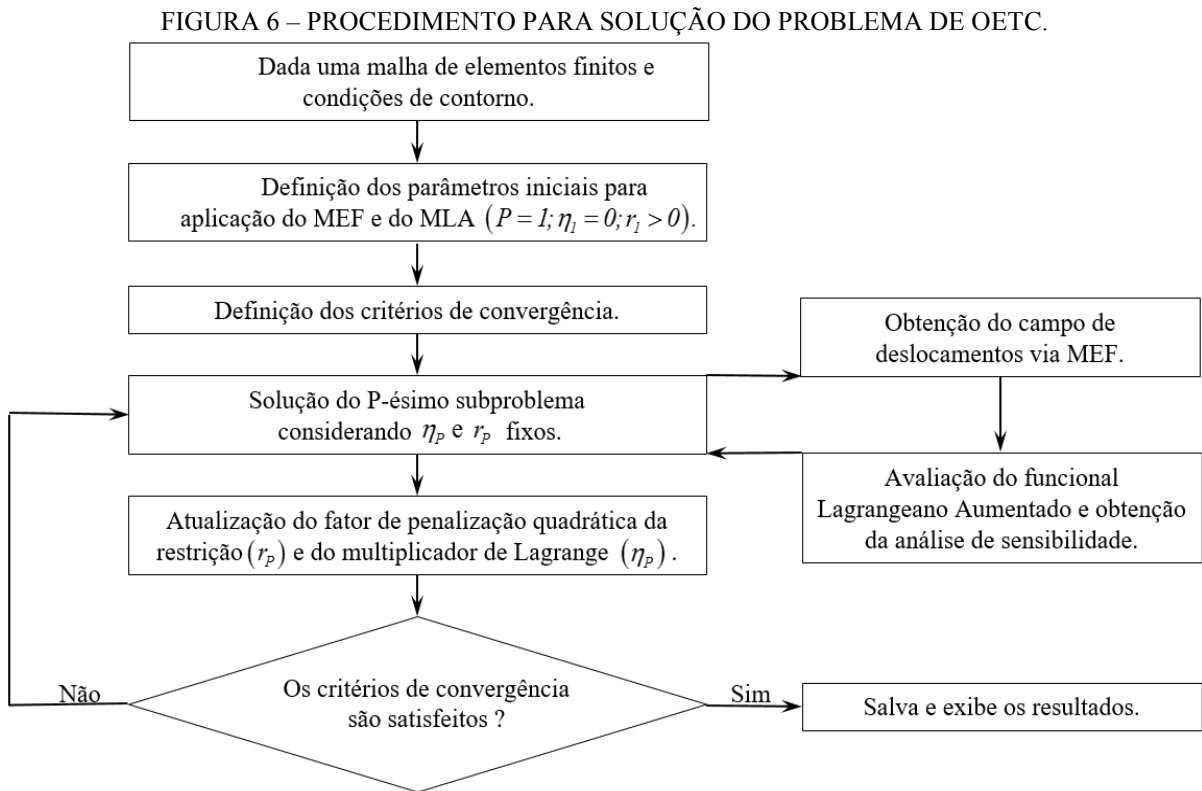 FIGURA 6 – PROCEDIMENTO PARA SOLUÇÃO DO PROBLEMA DE OETC.
Dada uma malha de elementos finitos e
condições de contorno.
Definição dos parâmetros iniciais para
aplicação do MEF e do MLA (P = 1; η₁ = 0; r₁ > 0).
Definição dos critérios de convergência.
Solução do P-ésimo subproblema
considerando η_P e r_P fixos.
Obtenção do campo de
deslocamentos via MEF.
Avaliação do funcional
Lagrangeano Aumentado e obtenção
da análise de sensibilidade.
Atualização do fator de penalização quadrática da
restrição (r_P) e do multiplicador de Lagrange (η_P).
Os critérios de convergência
são satisfeitos ?
Não
Sim
Salva e exibe os resultados.